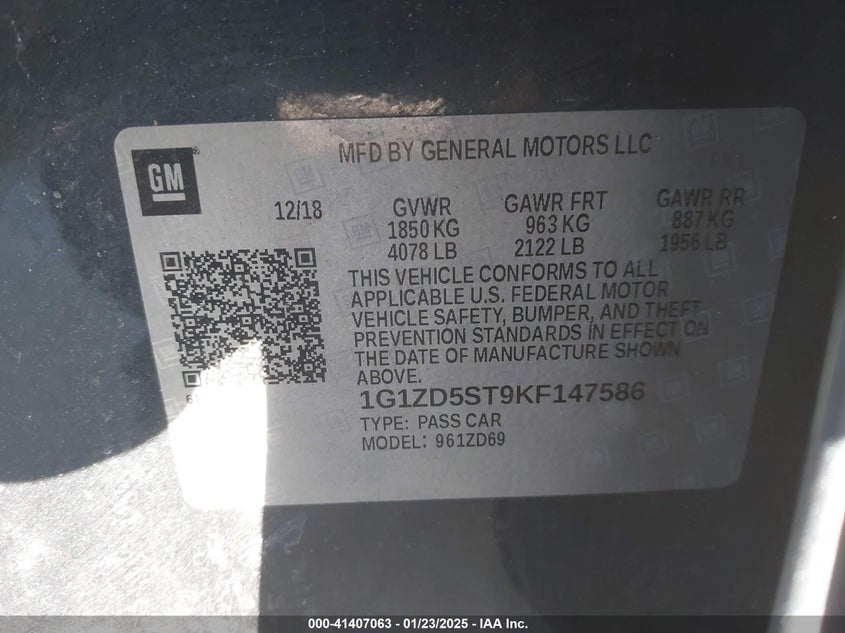 GM
MFD BY GENERAL MOTORS LLC
12/18 GVWR GAWR FRT GAWR RR
1850 KG 963 KG 887 KG
4078 LB 2122 LB 1956 LB
THIS VEHICLE CONFORMS TO ALL
APPLICABLE U.S. FEDERAL MOTOR
VEHICLE SAFETY, BUMPER, AND THEFT
PREVENTION STANDARDS IN EFFECT ON
THE DATE OF MANUFACTURE SHOWN
ABOVE.
1G1ZD5ST9KF147586
TYPE: PASS CAR
MODEL: 961ZD69
000-41407063 - 01/23/2025 - IAA Inc.